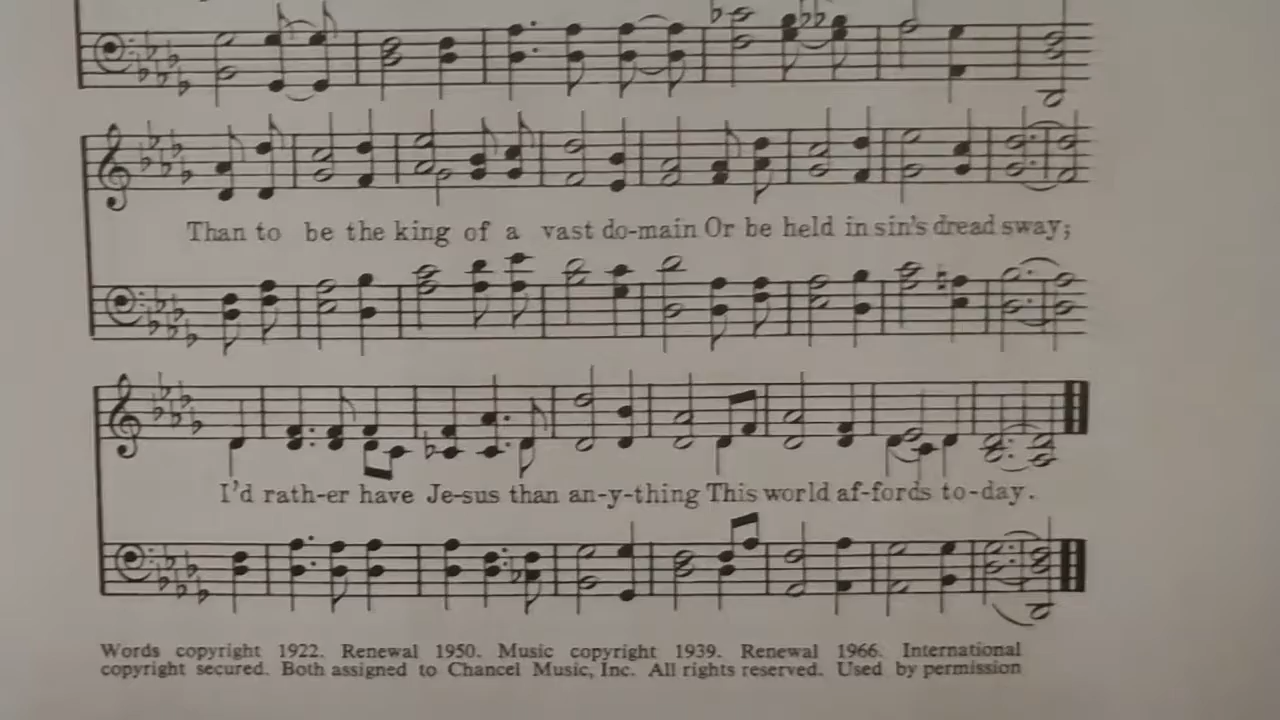 Than to be the king of a vast do-main Or be held in sin's dread sway;
I'd rath-er have Je-sus than an-y-thing This world af-fords to-day.
Words copyright 1922. Renewal 1950. Music copyright 1939. Renewal 1966. International
copyright secured. Both assigned to Chancel Music, Inc. All rights reserved. Used by permission